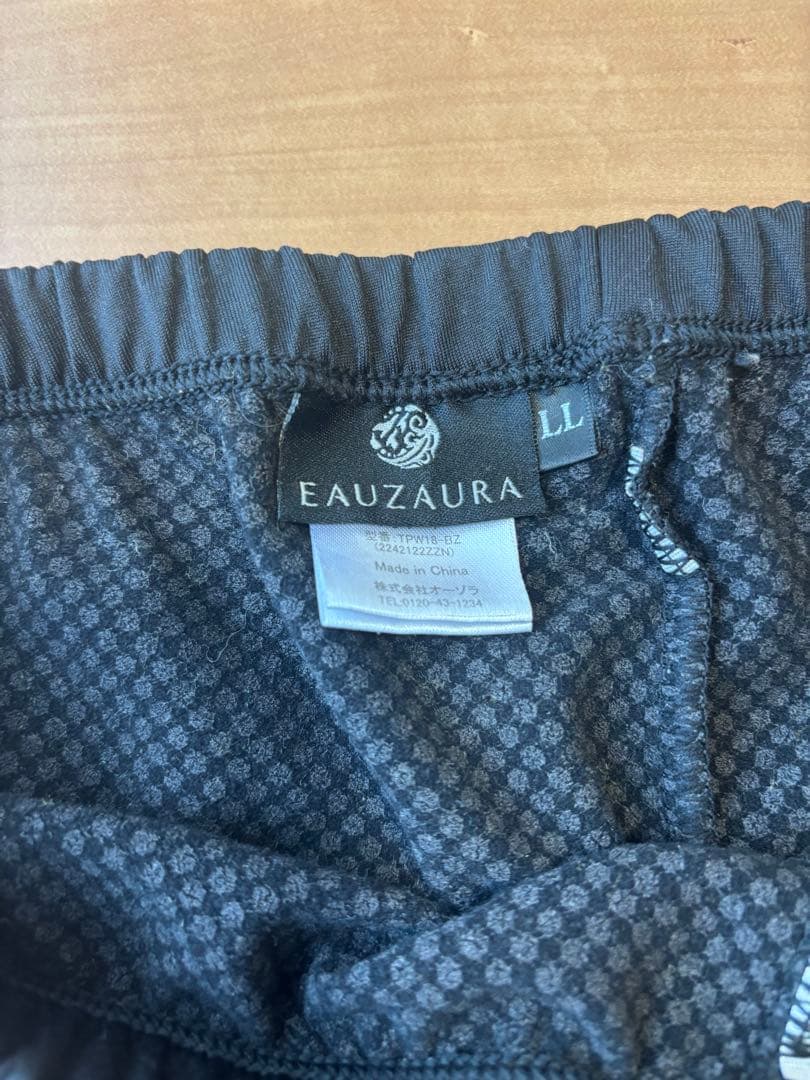 LL
EAUZAURA
型番:TPW18-BZ
(2242122ZZN)
Made in China
株式会社オーゾラ
TEL:0120-43-1234